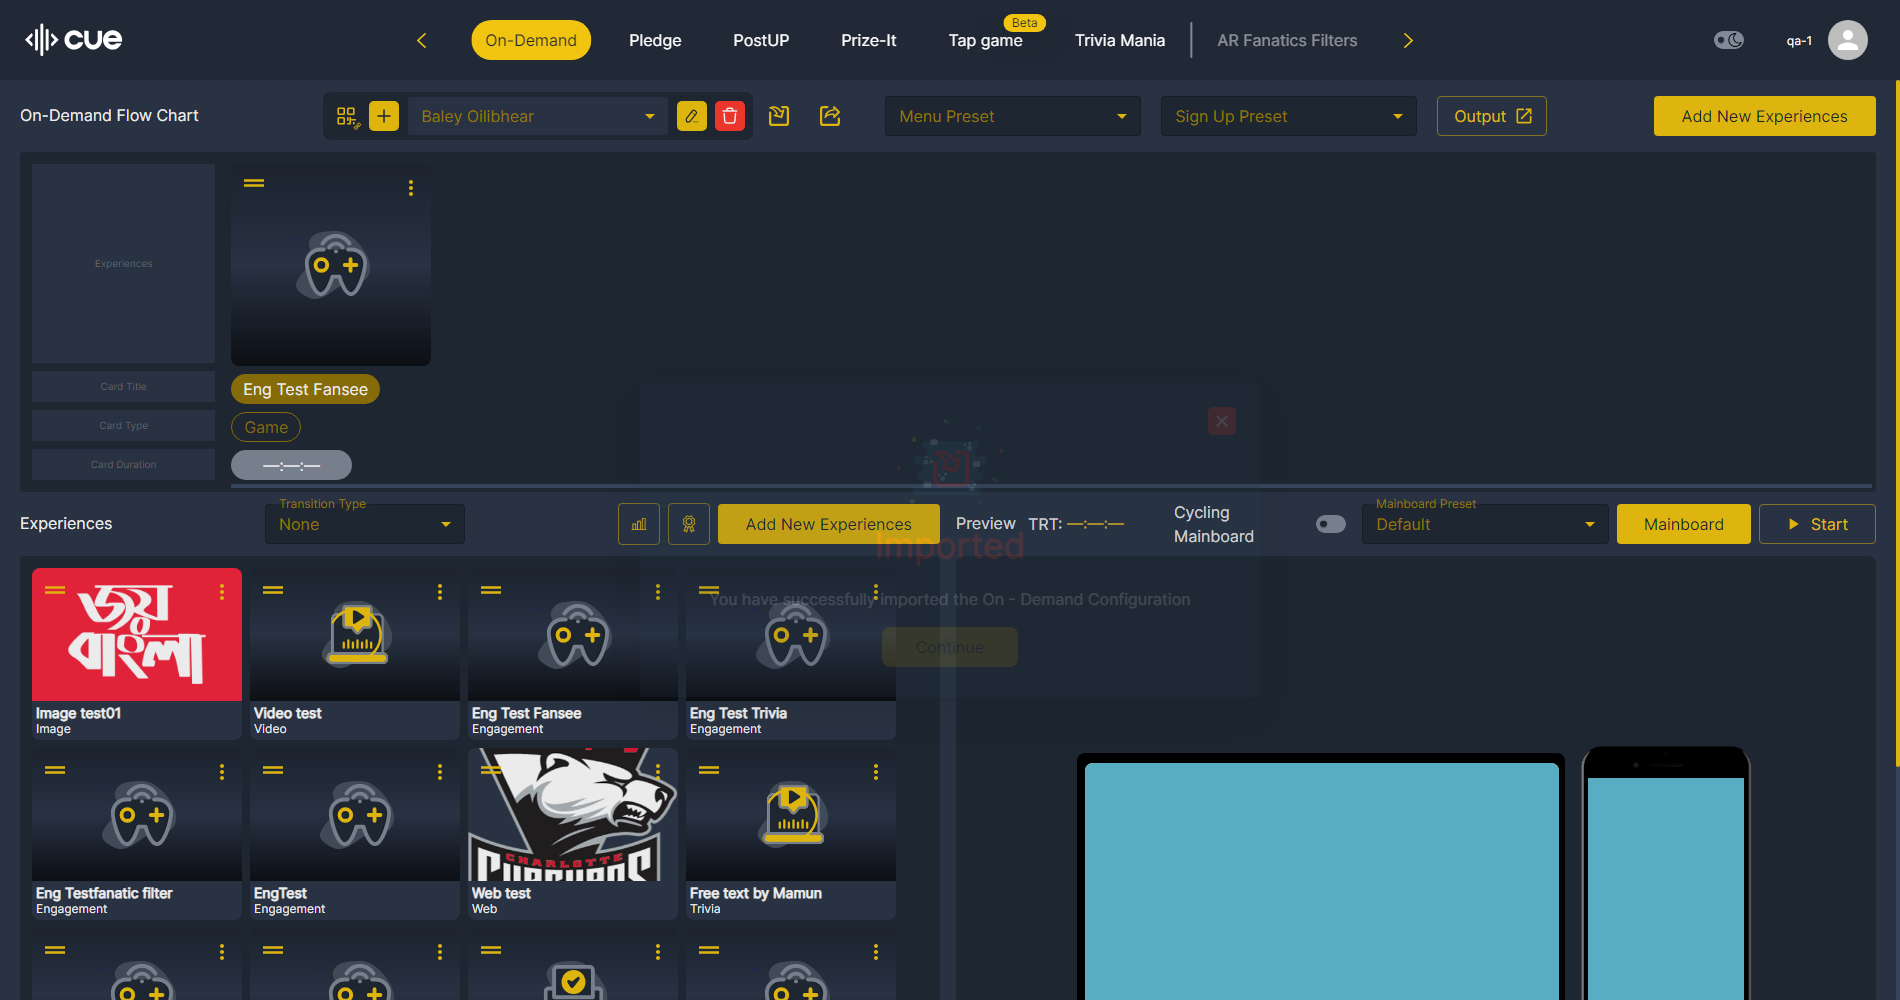 cue
On-Demand
Pledge
PostUP
Prize-It
Tap game
Beta
Trivia Mania
AR Fanatics Filters
qa-1
On-Demand Flow Chart
Baley Oilibhear
Menu Preset
Sign Up Preset
Output
Add New Experiences
Experiences
Card Title
Card Type
Card Duration
Eng Test Fansee
Game
—:—:—
Experiences
Transition Type
None
Add New Experiences
Preview
TRT: —:—:—
Cycling
Mainboard
Mainboard Preset
Default
Mainboard
Start
Imported
You have successfully imported the On - Demand Configuration
Continue
জয়
বাংলা
Image test01
Image
Video test
Video
Eng Test Fansee
Engagement
Eng Test Trivia
Engagement
CHARLOTTE
Eng Testfanatic filter
Engagement
EngTest
Engagement
Web test
Web
Free text by Mamun
Trivia